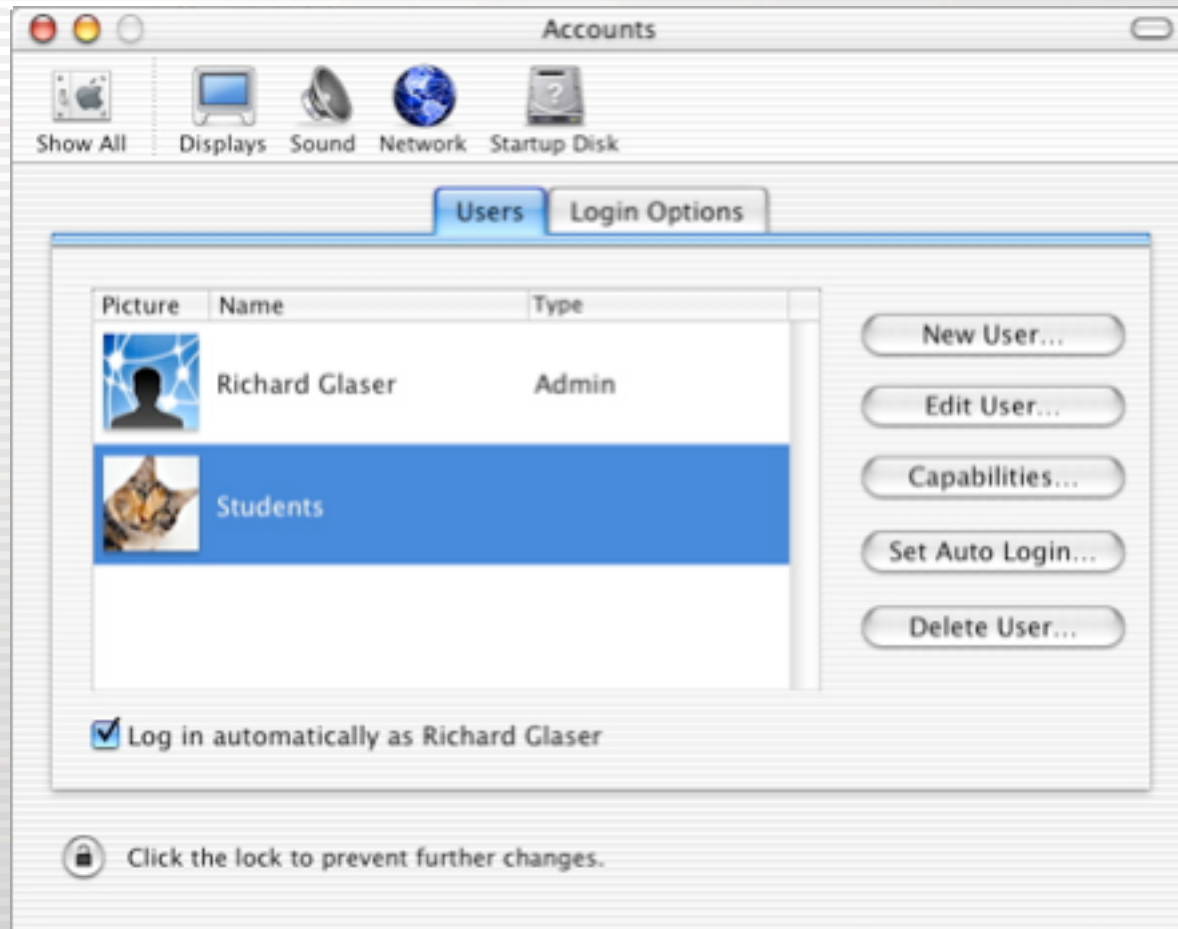 Accounts
Show All Displays Sound Network Startup Disk
Users Login Options
Picture Name Type
Richard Glaser Admin
Students
New User...
Edit User...
Capabilities...
Set Auto Login...
Delete User...
Log in automatically as Richard Glaser
Click the lock to prevent further changes.